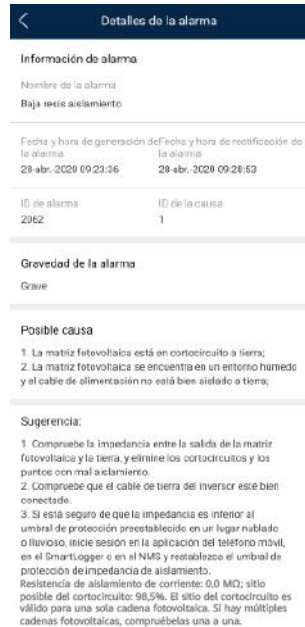 Detalles de la alarma
Información de alarma
Nombre de la alarma
Baja resis aislamiento
Fecha y hora de generación de Fecha y hora de rectificación de
la alarma la alarma
28-abr.-2020 09:23:36 28-abr.-2020 09:28:53
ID de alarma ID de la causa
2062 1
Gravedad de la alarma
Grave
Posible causa
1. La matriz fotovoltaica está en cortocircuito a tierra;
2. La matriz fotovoltaica se encuentra en un entorno húmedo
y el cable de alimentación no está bien aislado a tierra;
Sugerencia:
1. Compruebe la impedancia entre la salida de la matriz
fotovoltaica y la tierra, y elimine los cortocircuitos y los
puntos con mal aislamiento.
2. Compruebe que el cable de tierra del inversor esté bien
conectado.
3. Si está seguro de que la impedancia es inferior al
umbral de protección preestablecido en un lugar nublado
o lluvioso, inicie sesión en la aplicación del teléfono móvil,
en el SmartLogger o en el NMS y restablezca el umbral de
protección de impedancia de aislamiento.
Resistencia de aislamiento de corriente: 0,0 MΩ; sitio
posible del cortocircuito: 98,5%. El sitio del cortocircuito es
válido para una sola cadena fotovoltaica. Si hay múltiples
cadenas fotovoltaicas, compruébelas una a una.